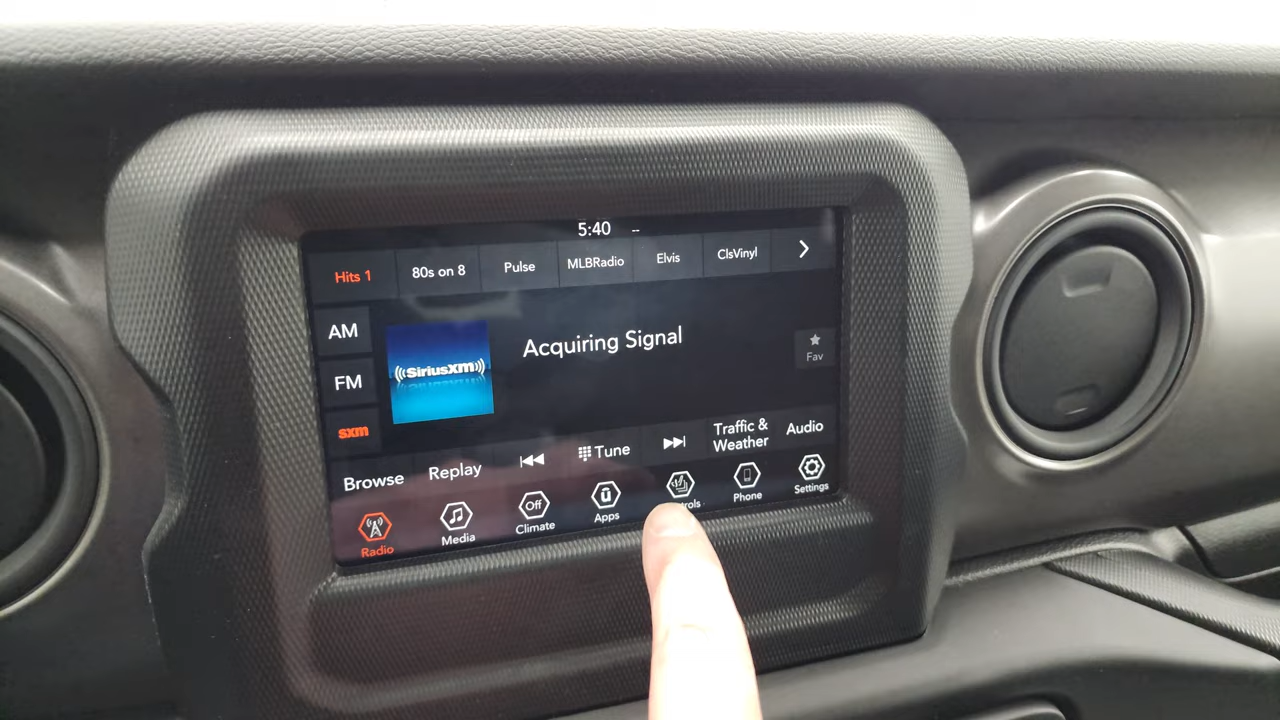 5:40 --
Hits 1
80s on 8
Pulse
MLBRadio
Elvis
ClsVinyl
AM
FM
sxm
((SiriusXM))
Acquiring Signal
Fav
Browse
Replay
Tune
Traffic &
Weather
Audio
Radio
Media
Off
Climate
Apps
Phone
Settings